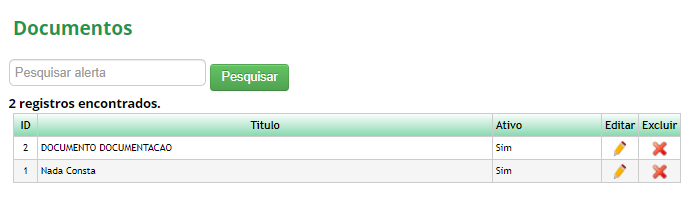 Documentos
Pesquisar alerta Pesquisar
2 registros encontrados.
ID Titulo Ativo Editar Excluir
2 DOCUMENTO DOCUMENTACAO Sim
1 Nada Consta Sim